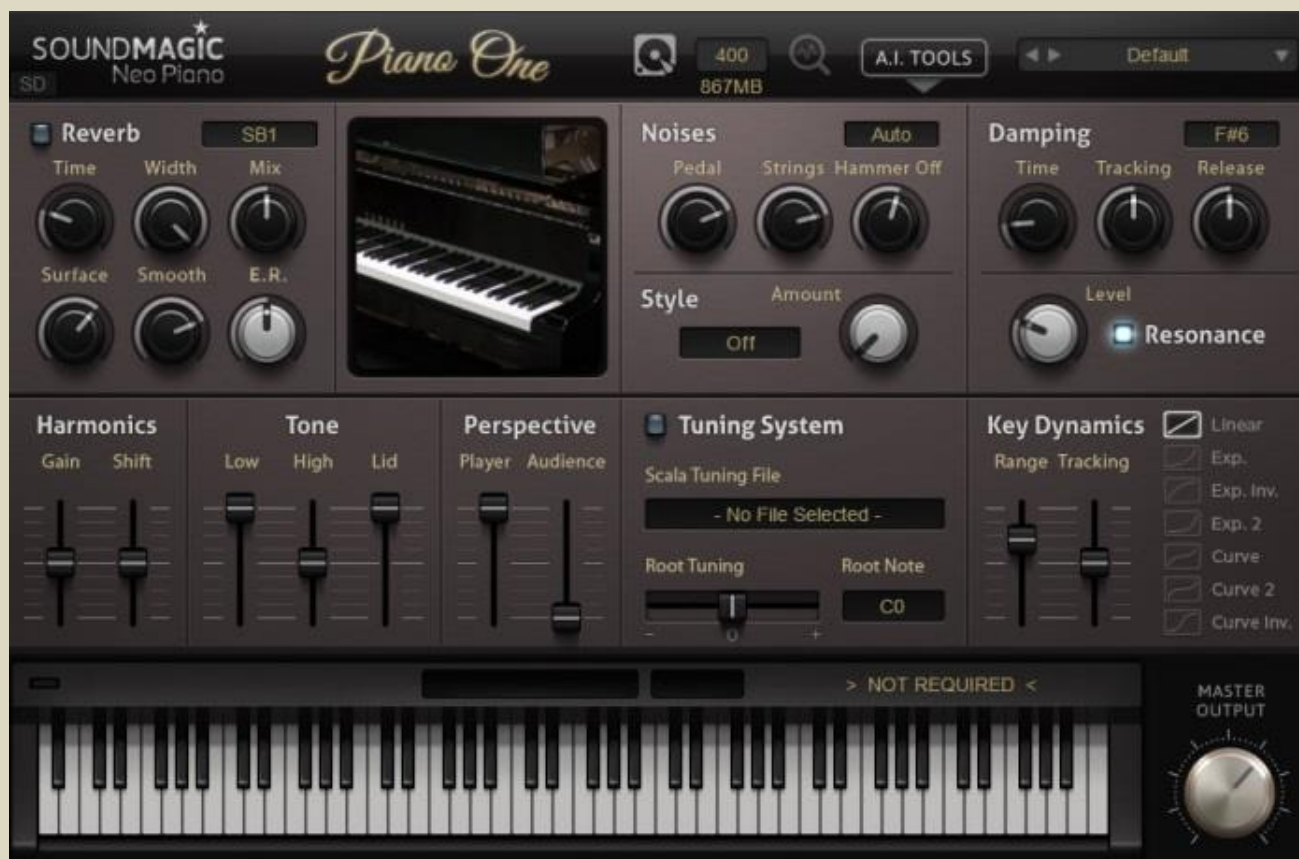 SOUNDMAGIC
Neo Piano
SD
Piano One
400
867MB
A.I. TOOLS
Default
Reverb
SB1
Time Width Mix
Surface Smooth E.R.
Noises
Auto
Pedal Strings Hammer Off
Style
Amount
Off
Damping
F#6
Time Tracking Release
Level
Resonance
Harmonics
Gain Shift
Tone
Low High Lid
Perspective
Player Audience
Tuning System
Scala Tuning File
- No File Selected -
Root Tuning
Root Note
C0
- 0 +
Key Dynamics
Range Tracking
Linear
Exp.
Exp. Inv.
Exp. 2
Curve
Curve 2
Curve Inv.
> NOT REQUIRED <
MASTER
OUTPUT